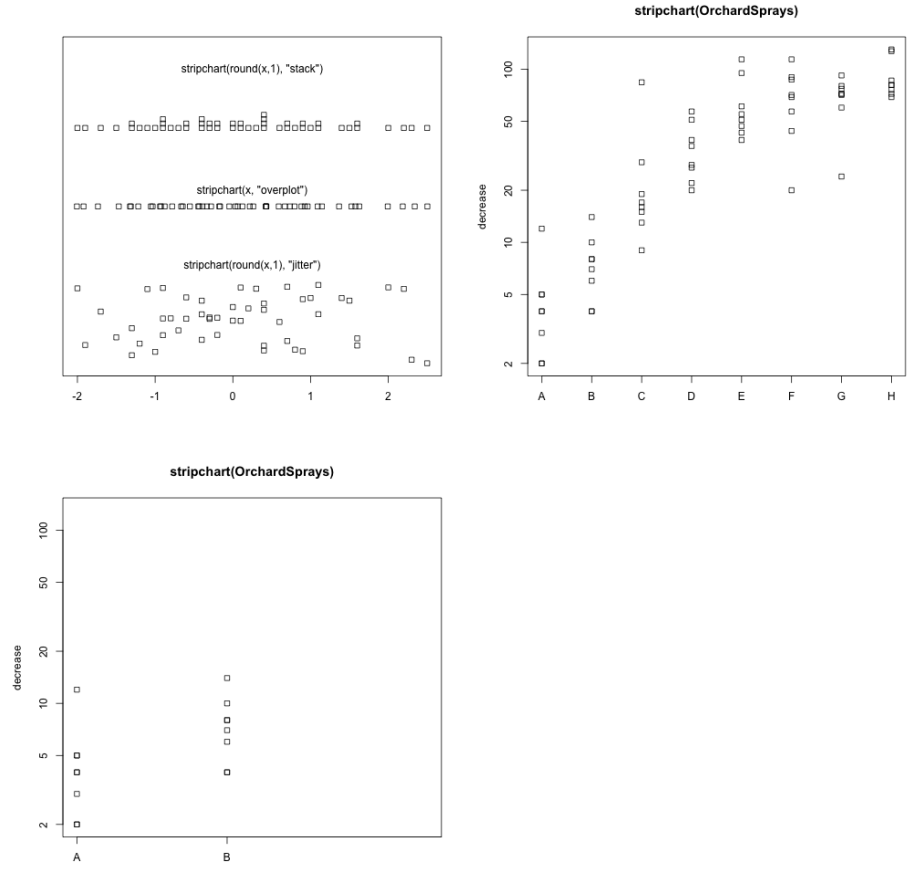 stripchart(round(x,1), "stack")
stripchart(x, "overplot")
stripchart(round(x,1), "jitter")
-2 -1 0 1 2
stripchart(OrchardSprays)
decrease
100
50
20
10
5
2
A B C D E F G H
stripchart(OrchardSprays)
decrease
100
50
20
10
5
2
A B